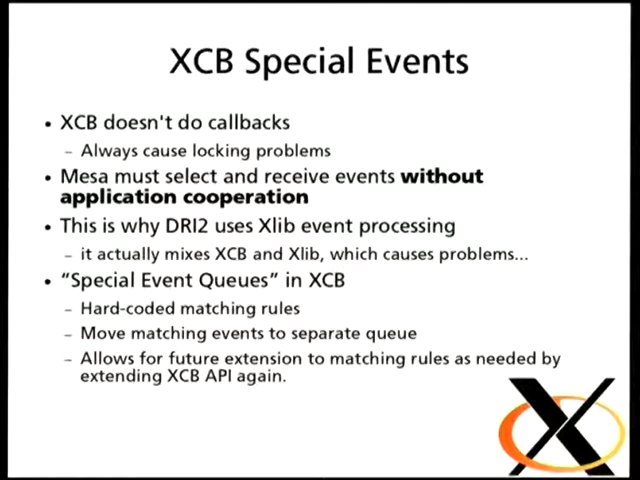 XCB Special Events
• XCB doesn't do callbacks
– Always cause locking problems
• Mesa must select and receive events without
application cooperation
• This is why DRI2 uses Xlib event processing
– it actually mixes XCB and Xlib, which causes problems...
• “Special Event Queues” in XCB
– Hard-coded matching rules
– Move matching events to separate queue
– Allows for future extension to matching rules as needed by
extending XCB API again.